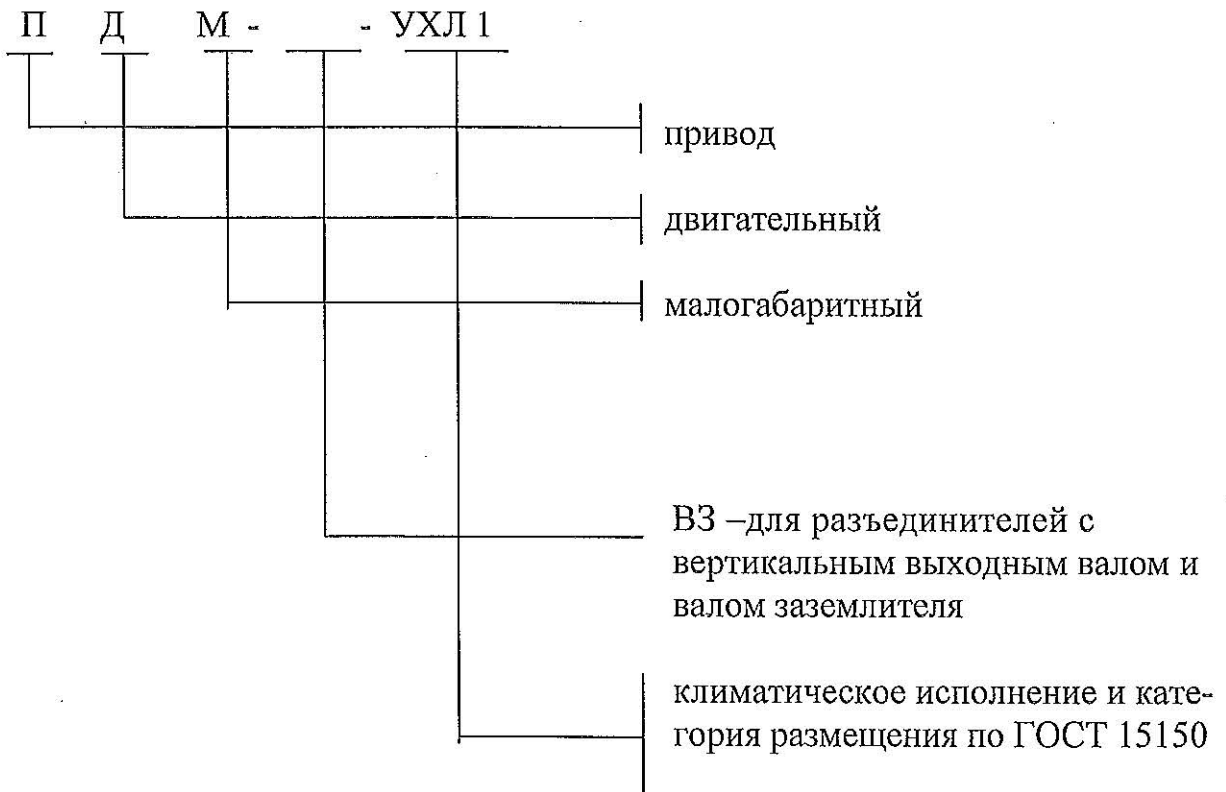 П Д М - - УХЛ 1
привод
двигательный
малогабаритный
ВЗ –для разъединителей с
вертикальным выходным валом и
валом заземлителя
климатическое исполнение и кате-
гория размещения по ГОСТ 15150